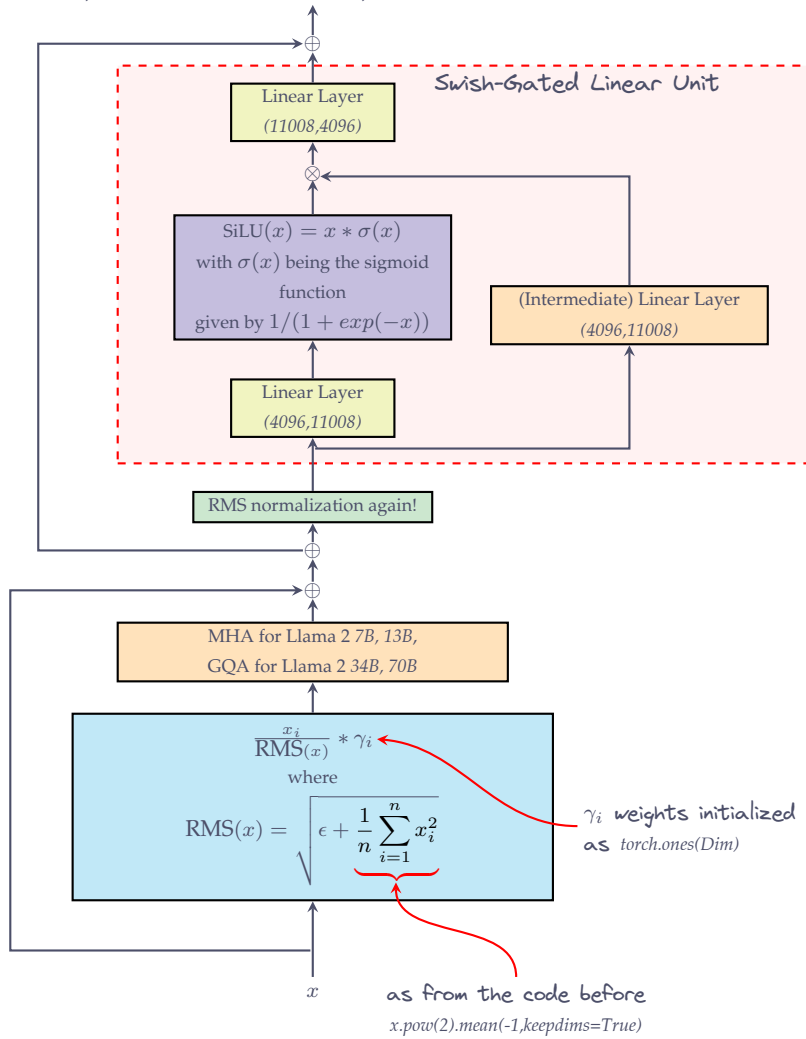 Swish-Gated Linear Unit
Linear Layer
(11008,4096)
⊗
SiLU(x) = x ∗ σ(x)
with σ(x) being the sigmoid
function
given by 1/(1 + exp(−x))
(Intermediate) Linear Layer
(4096,11008)
Linear Layer
(4096,11008)
RMS normalization again!
⊕
⊕
MHA for Llama 2 7B, 13B,
GQA for Llama 2 34B, 70B
x_i/RMS(x) ∗ γ_i
where
RMS(x) = √(ϵ + 1/n ∑_{i=1}^{n} x_i^2)
γ_i weights initialized
as torch.ones(Dim)
x
as from the code before
x.pow(2).mean(-1,keepdims=True)